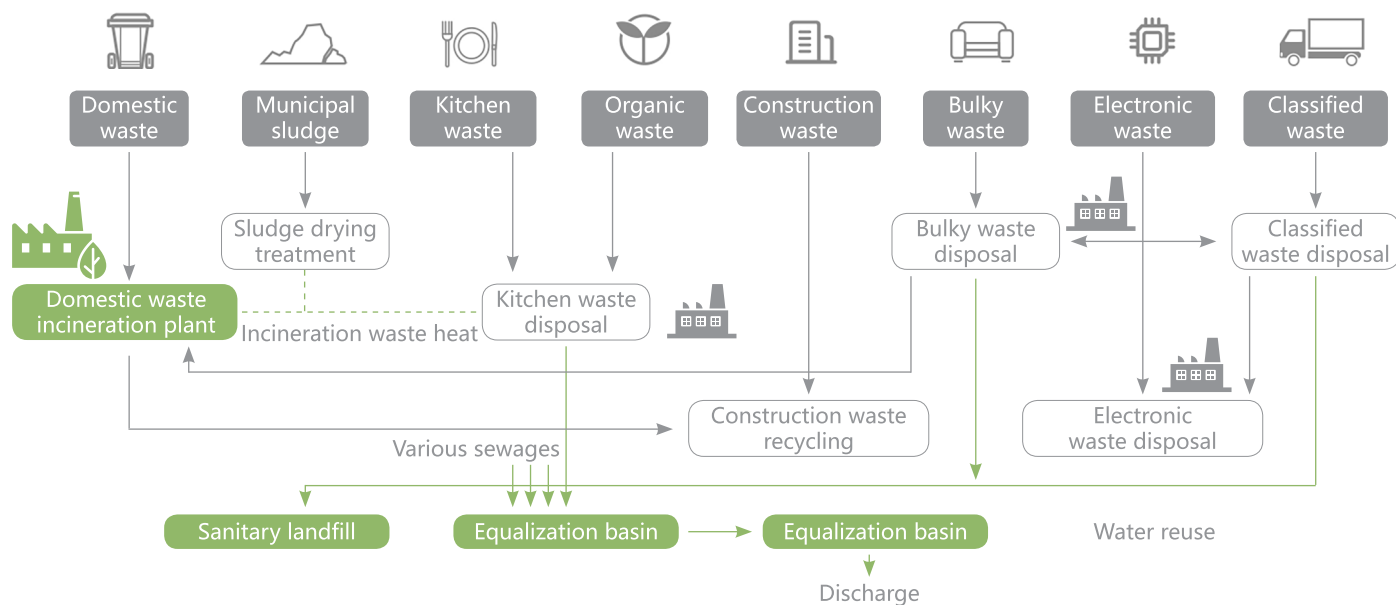 Domestic
waste
Municipal
sludge
Kitchen
waste
Organic
waste
Construction
waste
Bulky
waste
Electronic
waste
Classified
waste
Sludge drying
treatment
Bulky waste
disposal
Classified
waste disposal
Domestic waste
incineration plant
Incineration waste heat
Kitchen waste
disposal
Construction waste
recycling
Electronic
waste disposal
Various sewages
Sanitary landfill
Equalization basin
Equalization basin
Water reuse
Discharge